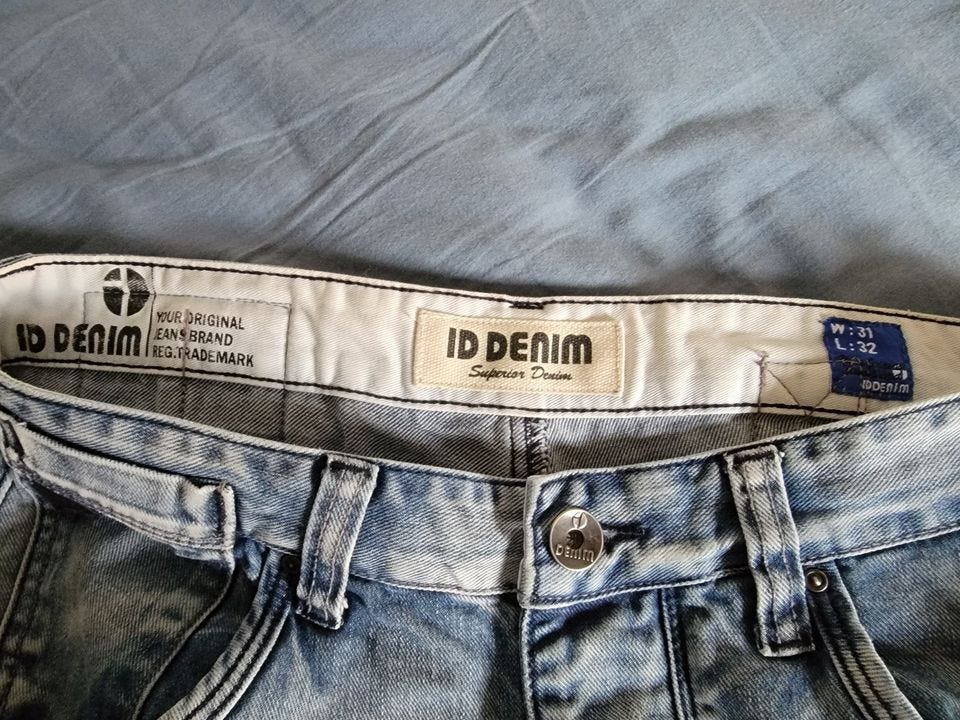 ID DENIM
YOUR ORIGINAL
JEANS BRAND
REG.TRADEMARK
ID DENIM
Superior Denim
W:31
L:32
IDDENIM
DENIM